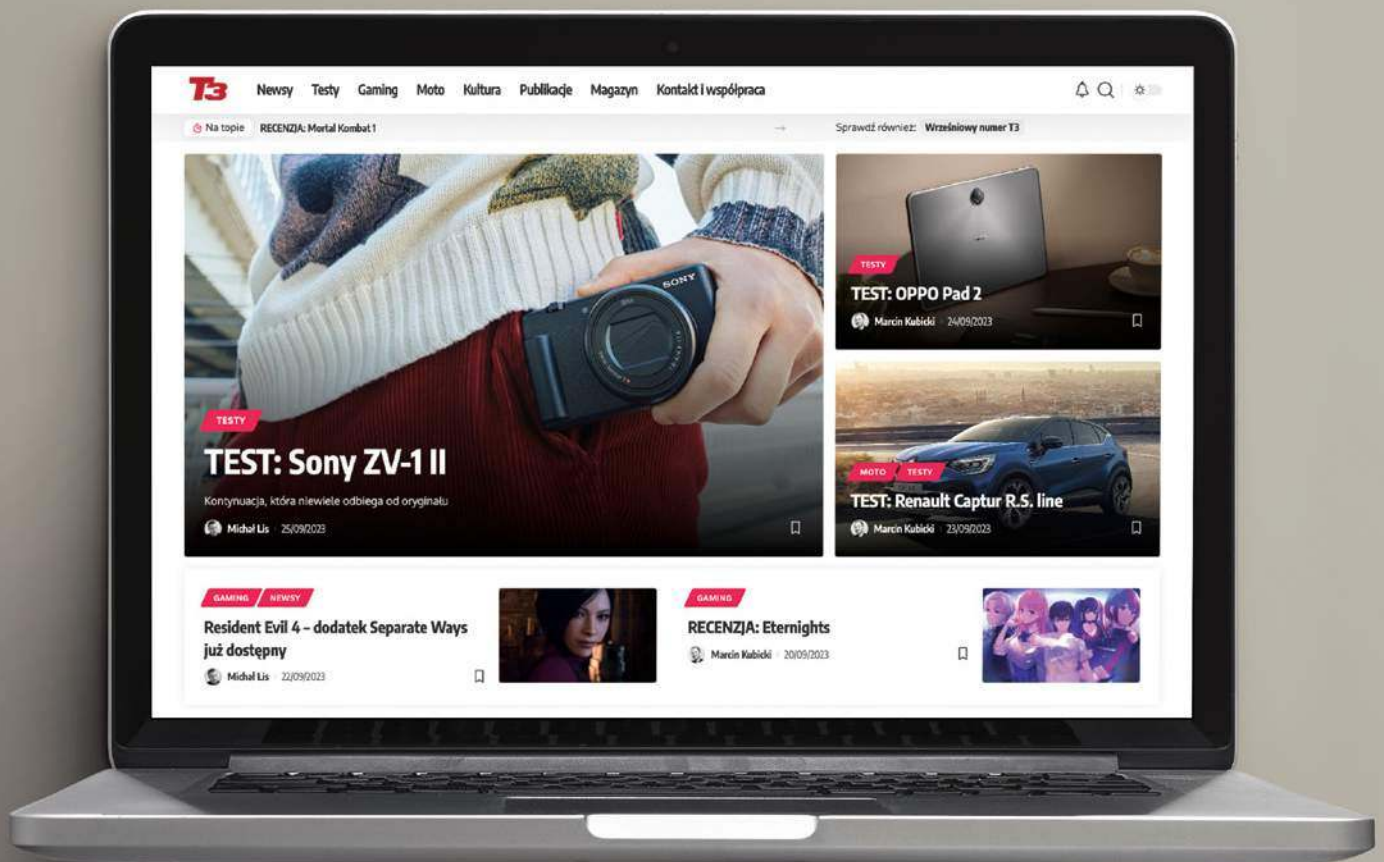 T3
Newsy Testy Gaming Moto Kultura Publikacje Magazyn Kontakt i współpraca
Na topie RECENZJA: Mortal Kombat 1
Sprawdź również: Wrześniowy numer T3
SONY
TESTY
TEST: Sony ZV-1 II
Kontynuacja, która niewiele odbiega od oryginału
Michał Lis 25/09/2023
TESTY
TEST: OPPO Pad 2
Marcin Kubicki 24/09/2023
MOTO TESTY
TEST: Renault Captur R.S. line
Marcin Kubicki 23/09/2023
GAMING NEWSY
Resident Evil 4 – dodatek Separate Ways
już dostępny
Michał Lis 22/09/2023
GAMING
RECENZJA: Eternights
Marcin Kubicki 20/09/2023